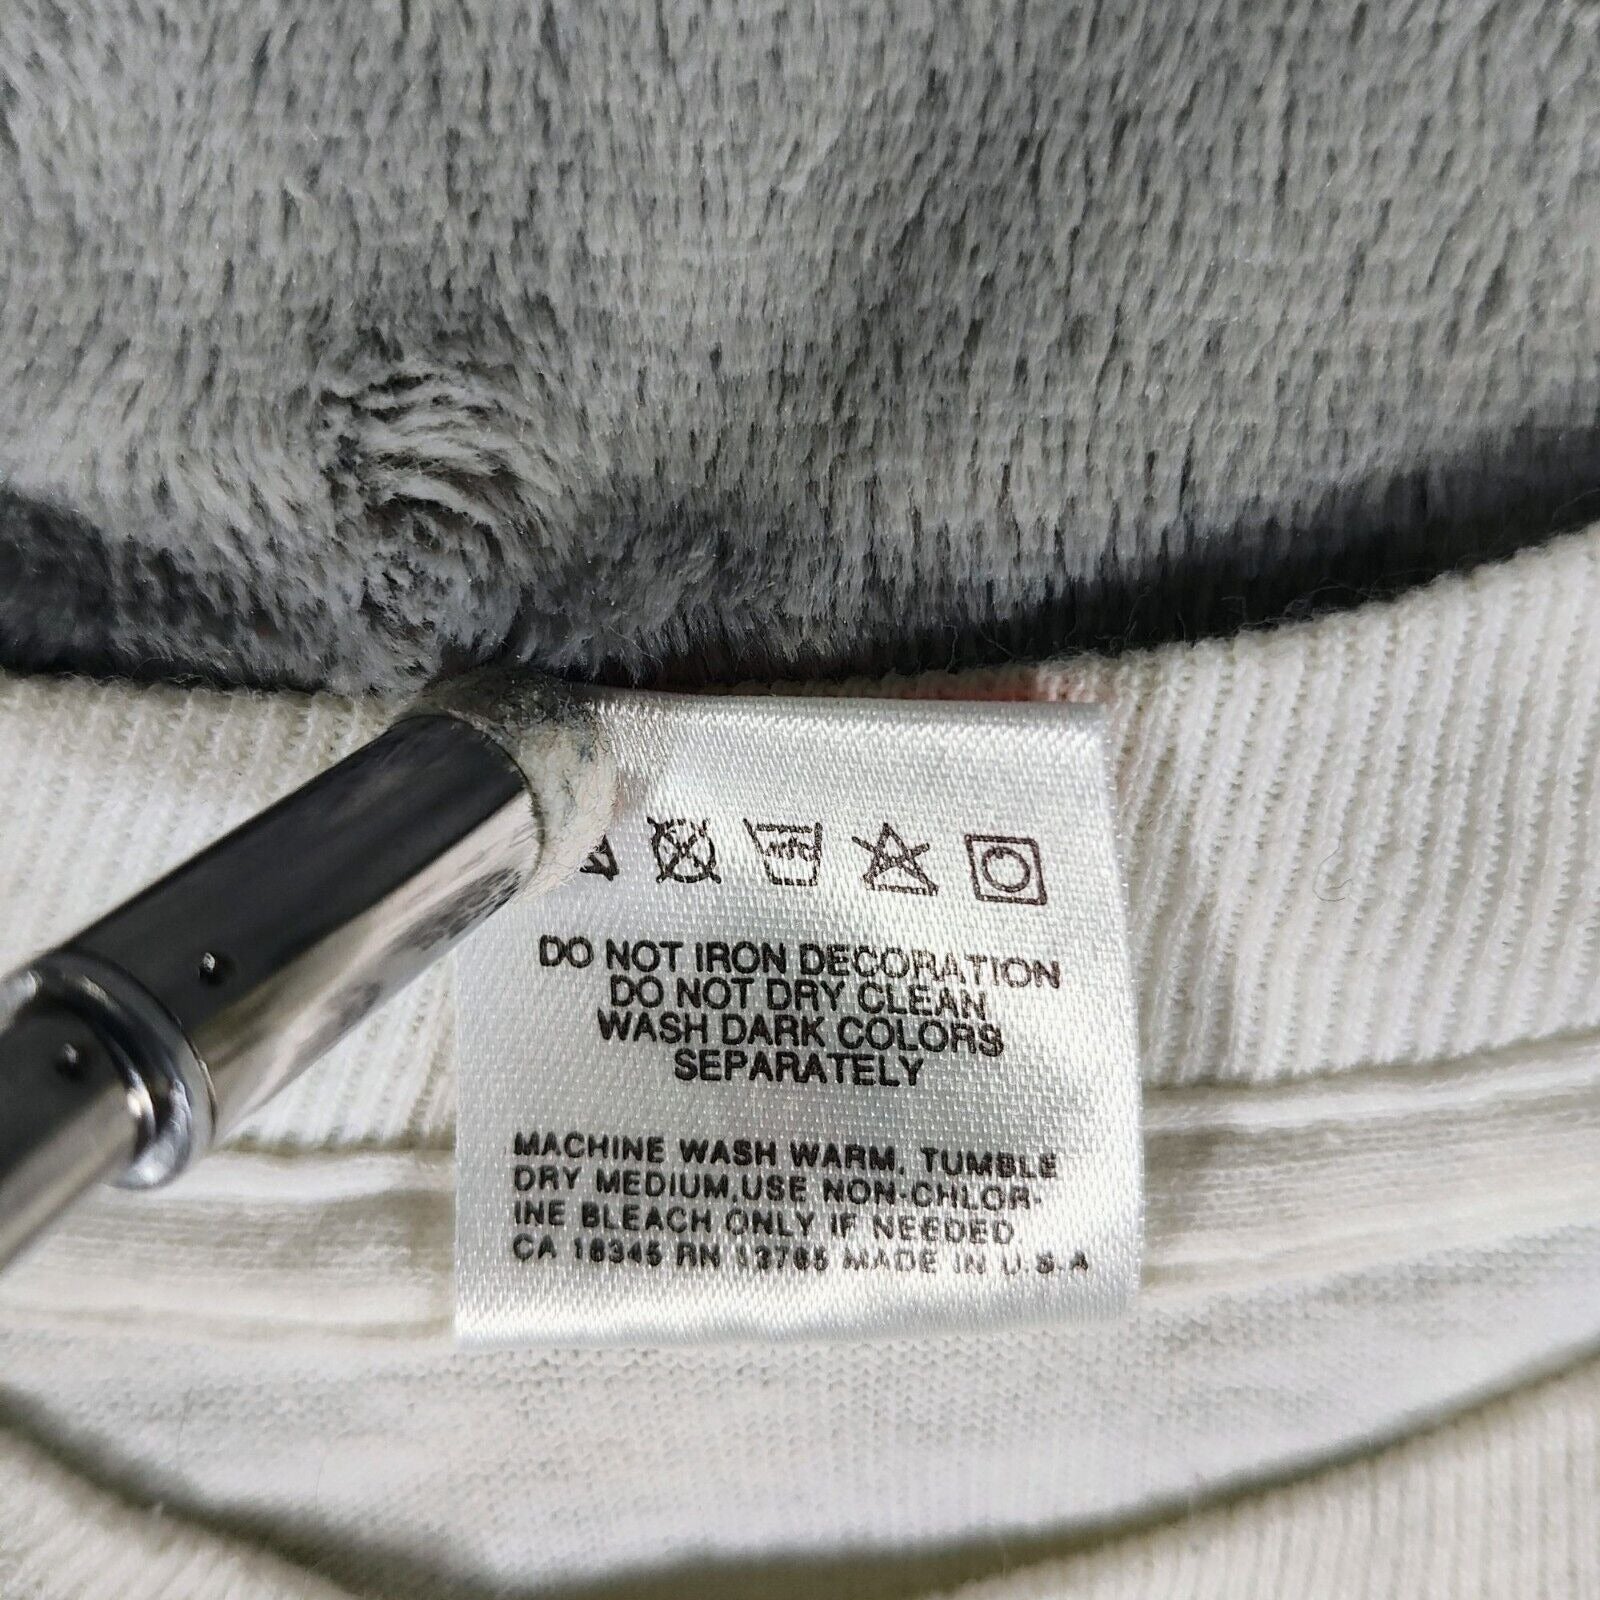 DO NOT IRON DECORATION
DO NOT DRY CLEAN
WASH DARK COLORS
SEPARATELY
MACHINE WASH WARM, TUMBLE
DRY MEDIUM,USE NON-CHLOR-
INE BLEACH ONLY IF NEEDED
CA 18345 RN 13765 MADE IN U.S.A